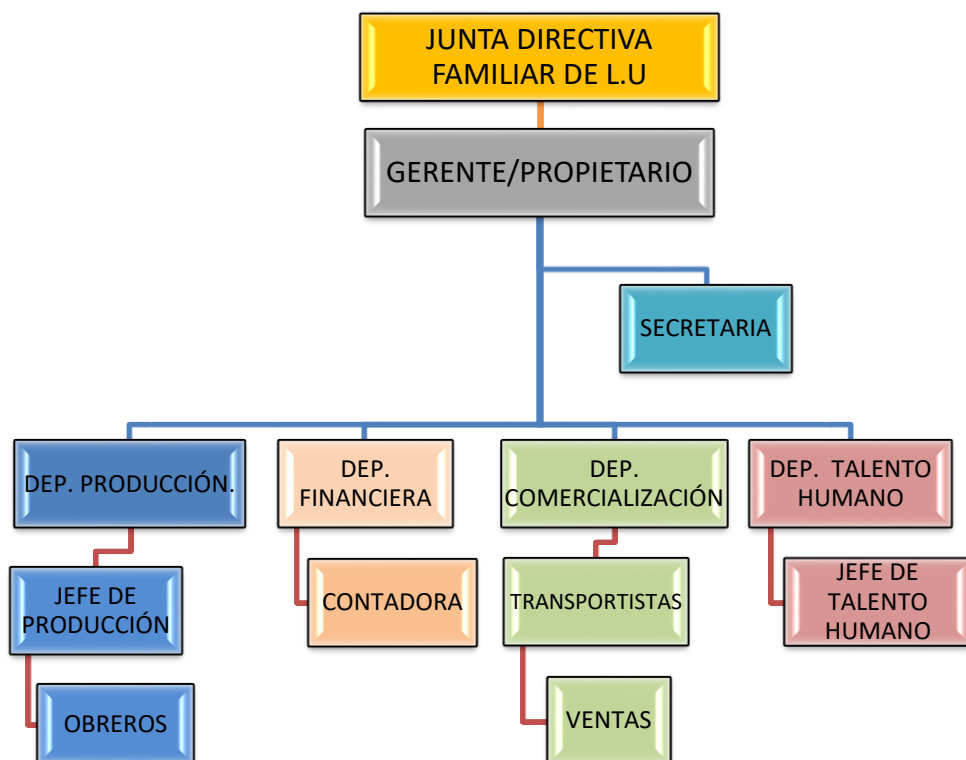 JUNTA DIRECTIVA
FAMILIAR DE L.U
GERENTE/PROPIETARIO
SECRETARIA
DEP. PRODUCCIÓN.
DEP.
FINANCIERA
DEP.
COMERCIALIZACIÓN
DEP. TALENTO
HUMANO
JEFE DE
PRODUCCIÓN
CONTADORA
TRANSPORTISTAS
JEFE DE
TALENTO
HUMANO
OBREROS
VENTAS